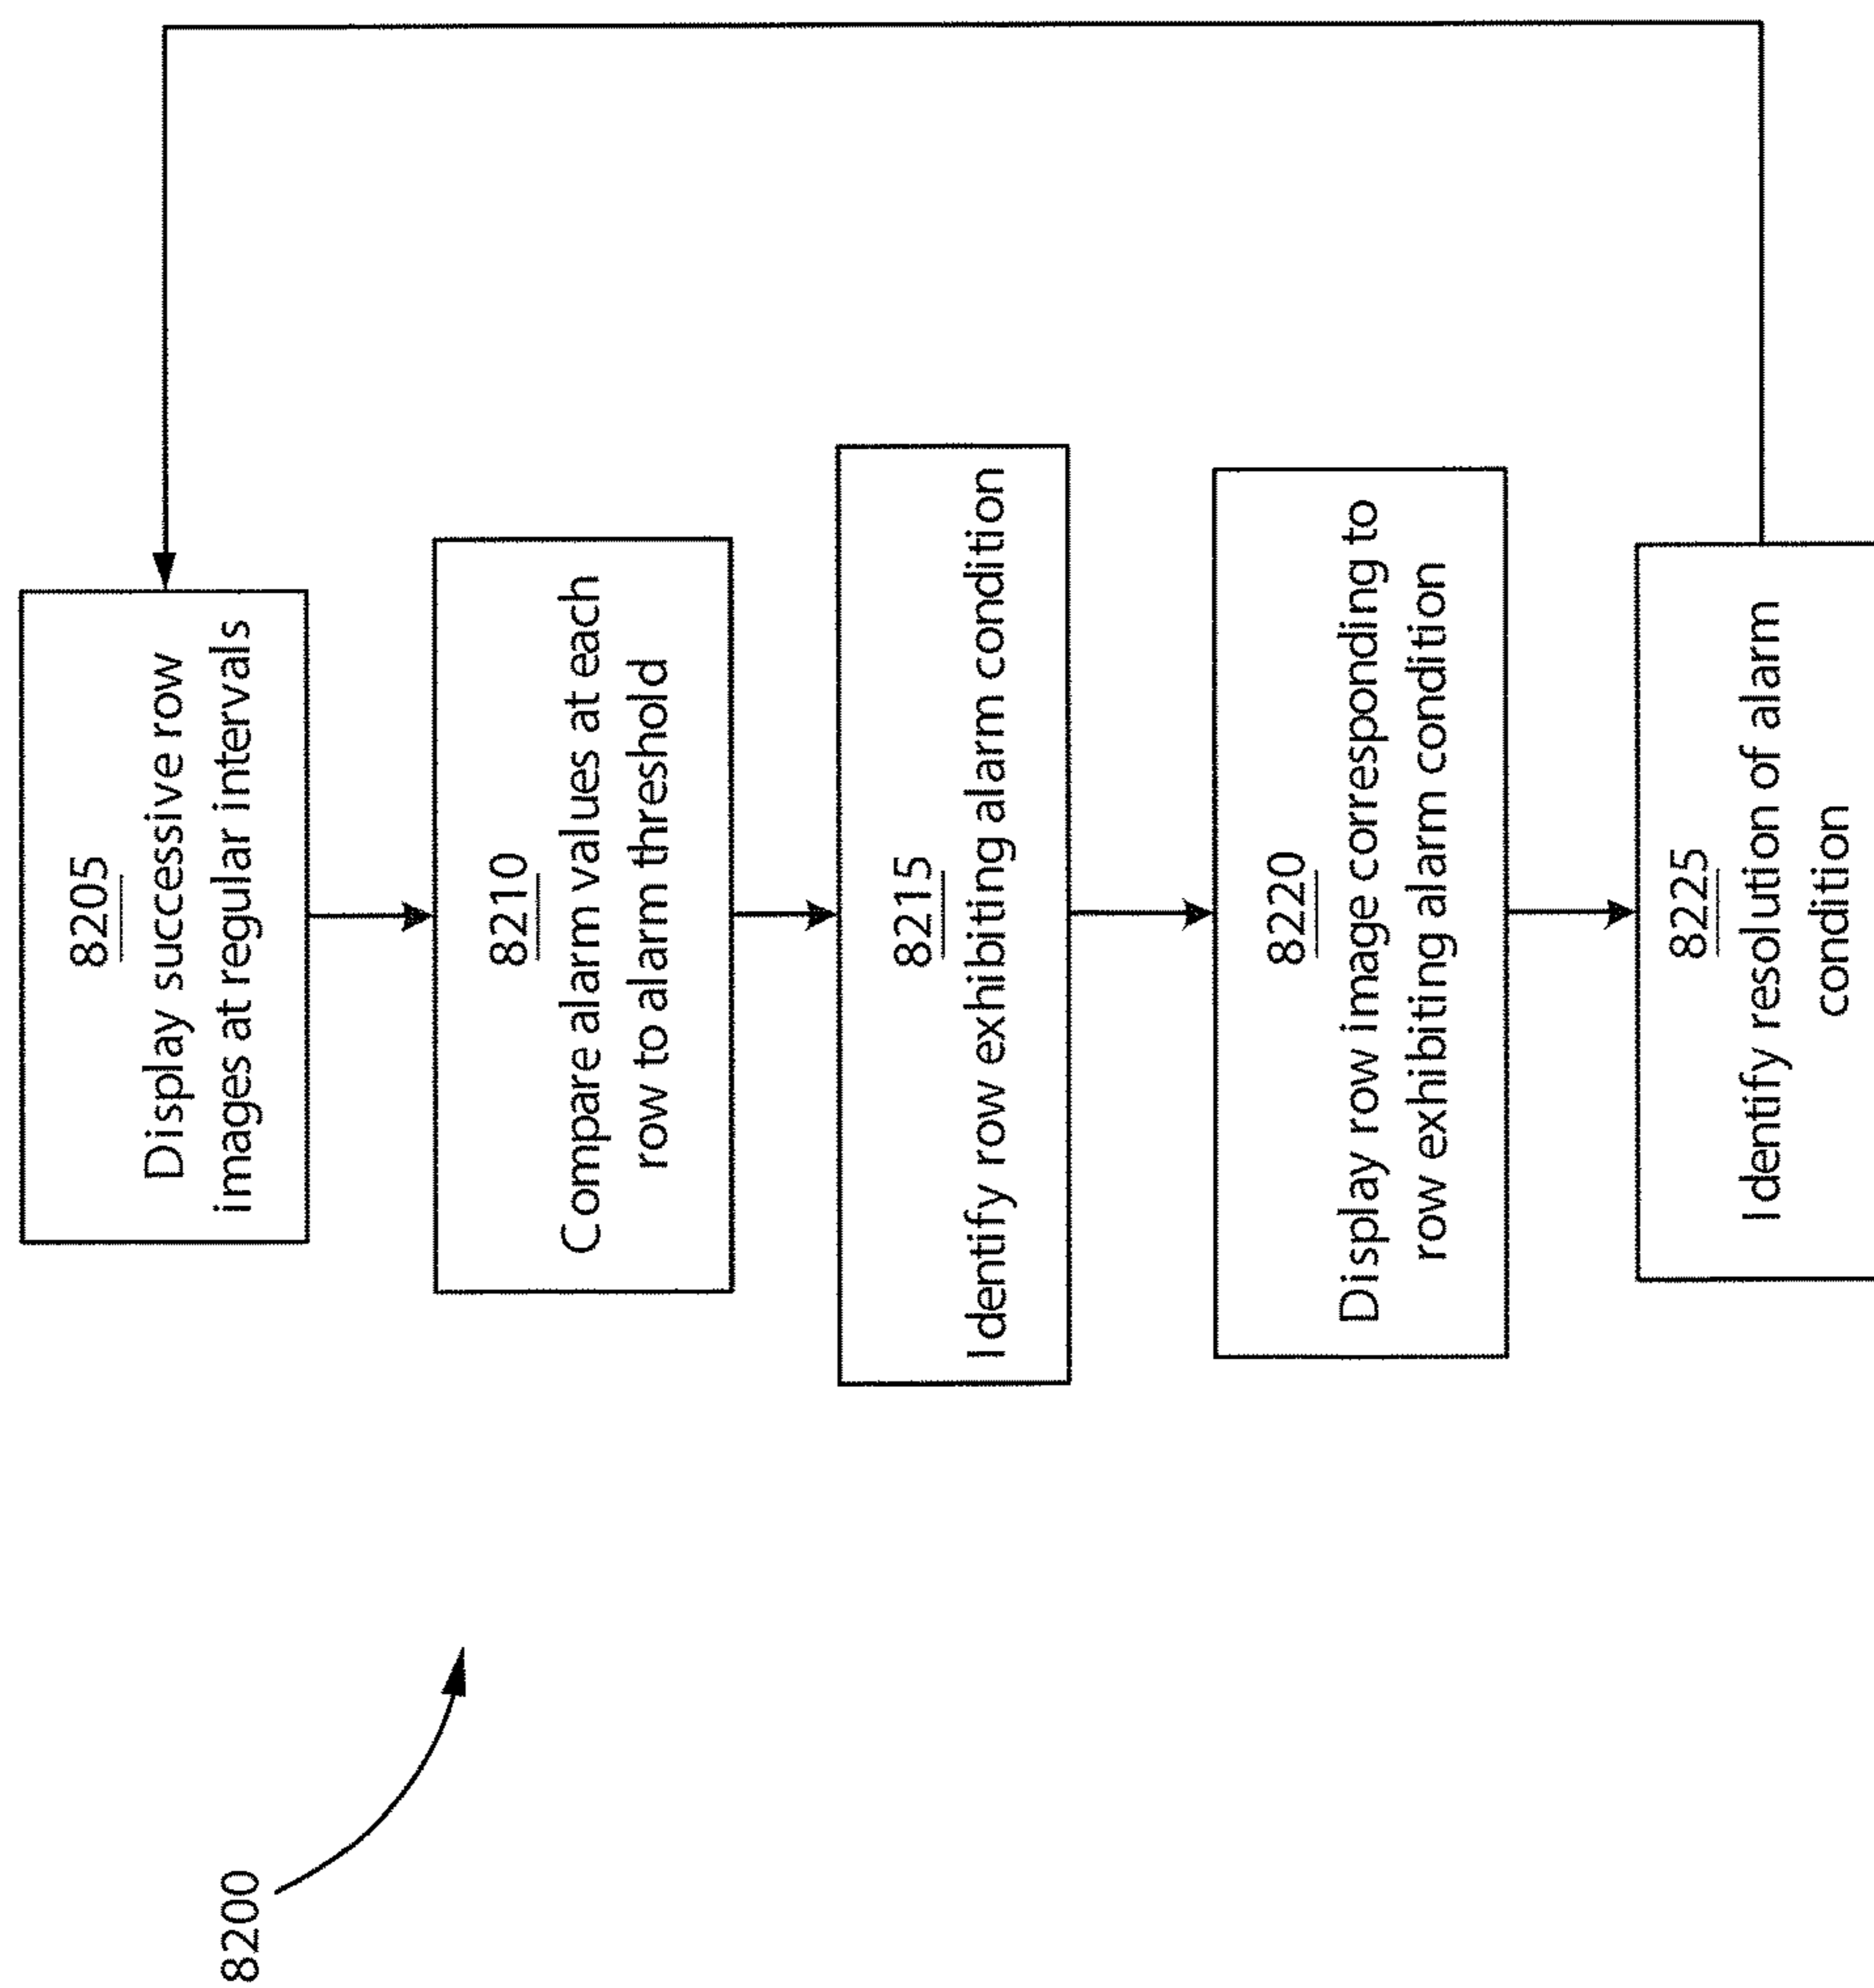 8200
8205
Display successive row
images at regular intervals
8210
Compare alarm values at each
row to alarm threshold
8215
Identify row exhibiting alarm condition
8220
Display row image corresponding to
row exhibiting alarm condition
8225
Identify resolution of alarm
condition